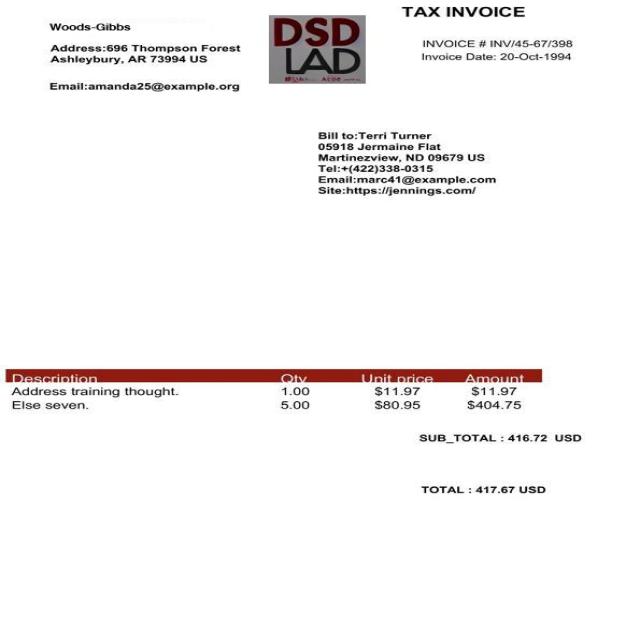 TAX INVOICE
Woods-Gibbs
Address:696 Thompson Forest
Ashleybury, AR 73994 US
Email:amanda25@example.org
DSD
LAD
INVOICE # INV/45-67/398
Invoice Date: 20-Oct-1994
Bill to:Terri Turner
05918 Jermaine Flat
Martinezview, ND 09679 US
Tel:+(422)338-0315
Email:marc41@example.com
Site:https://jennings.com/
Description Qty Unit price Amount
Address training thought. 1.00 $11.97 $11.97
Else seven. 5.00 $80.95 $404.75
SUB_TOTAL : 416.72 USD
TOTAL : 417.67 USD